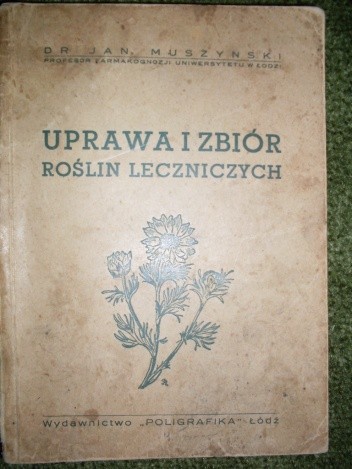 DR JAN MUSZYŃSKI
PROFESOR FARMAKOGNOZJI UNIWERSYTETU W ŁODZI
UPRAWA I ZBIÓR
ROŚLIN LECZNICZYCH
Wydawnictwo „POLIGRAFIKA" Łódź